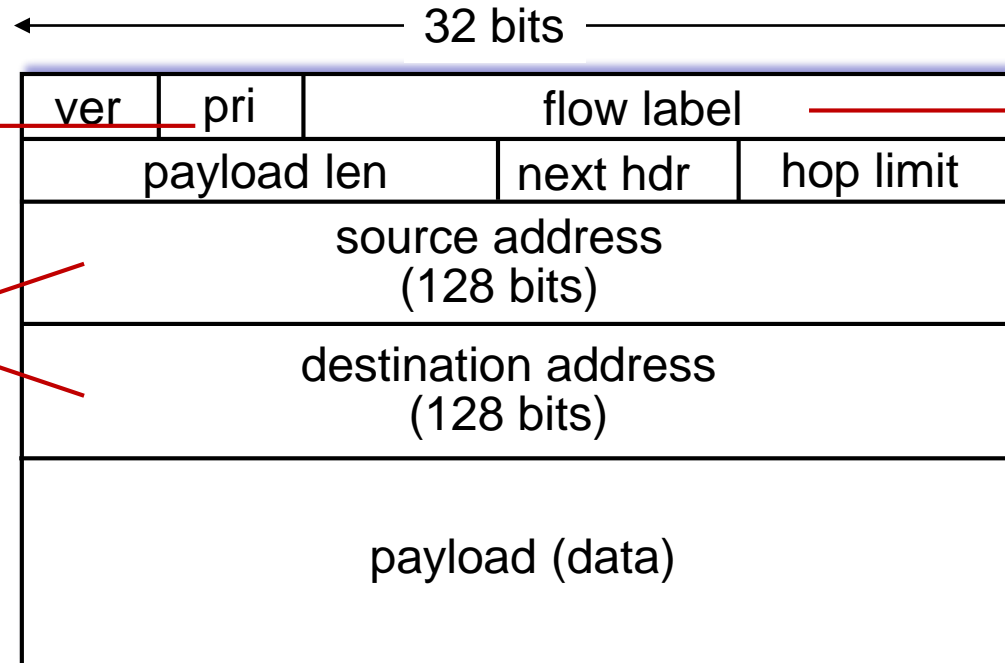 32 bits
ver pri flow label
payload len next hdr hop limit
source address
(128 bits)
destination address
(128 bits)
payload (data)